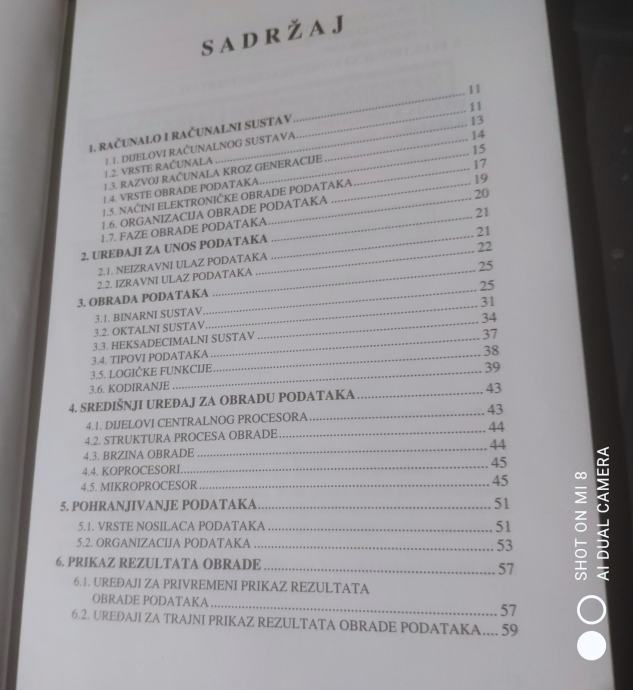 SADRŽAJ
1. RAČUNALO I RAČUNALNI SUSTAV........ 11
1.1. DIJELOVI RAČUNALNOG SUSTAVA........ 11
1.2. VRSTE RAČUNALA ........ 13
1.3. RAZVOJ RAČUNALA KROZ GENERACIJE ........ 14
1.4. VRSTE OBRADE PODATAKA........ 15
1.5. NAČINI ELEKTRONIČKE OBRADE PODATAKA........ 17
1.6. ORGANIZACIJA OBRADE PODATAKA ........ 19
1.7. FAZE OBRADE PODATAKA........ 20
2. UREĐAJI ZA UNOS PODATAKA ........ 21
2.1. NEIZRAVNI ULAZ PODATAKA ........ 21
2.2. IZRAVNI ULAZ PODATAKA ........ 22
3. OBRADA PODATAKA ........ 25
3.1. BINARNI SUSTAV........ 25
3.2. OKTALNI SUSTAV........ 31
3.3. HEKSADECIMALNI SUSTAV ........ 34
3.4. TIPOVI PODATAKA ........ 37
3.5. LOGIČKE FUNKCIJE........ 38
3.6. KODIRANJE ........ 39
4. SREDIŠNJI UREĐAJ ZA OBRADU PODATAKA ........ 43
4.1. DIJELOVI CENTRALNOG PROCESORA........ 43
4.2. STRUKTURA PROCESA OBRADE........ 44
4.3. BRZINA OBRADE ........ 44
4.4. KOPROCESORI........ 45
4.5. MIKROPROCESOR........ 45
5. POHRANJIVANJE PODATAKA........ 51
5.1. VRSTE NOSILACA PODATAKA ........ 51
5.2. ORGANIZACIJA PODATAKA ........ 53
6. PRIKAZ REZULTATA OBRADE ........ 57
6.1. UREĐAJI ZA PRIVREMENI PRIKAZ REZULTATA
OBRADE PODATAKA........ 57
6.2. UREĐAJI ZA TRAJNI PRIKAZ REZULTATA OBRADE PODATAKA.... 59
SHOT ON MI 8
AI DUAL CAMERA